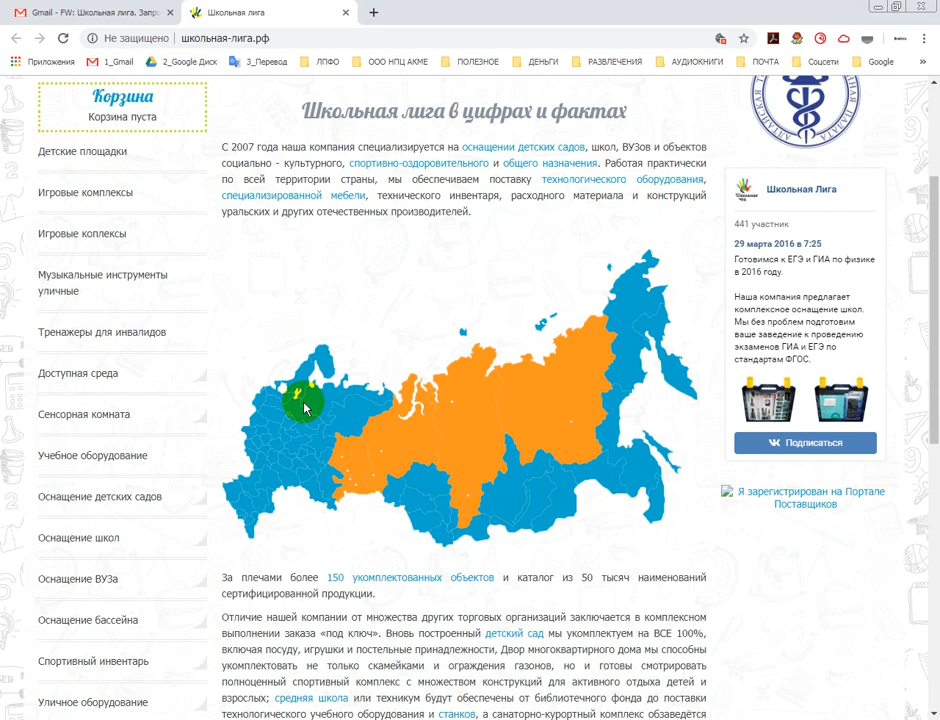 Gmail - FW: Школьная лига. Запро
Школьная лига
Не защищено
школьная-лига.рф
Приложения
1_Gmail
2_Google Диск
3_Перевод
ЛПФО
ООО НПЦ АКМЕ
ПОЛЕЗНОЕ
ДЕНЬГИ
РАЗВЛЕЧЕНИЯ
АУДИОКНИГИ
ПОЧТА
Соцсети
Google
Корзина
Корзина пуста
Детские площадки
Игровые комплексы
Игровые коплексы
Музыкальные инструменты
уличные
Тренажеры для инвалидов
Доступная среда
Сенсорная комната
Учебное оборудование
Оснащение детских садов
Оснащение школ
Оснащение ВУЗа
Оснащение бассейна
Спортивный инвентарь
Уличное оборудование
Школьная лига в цифрах и фактах
С 2007 года наша компания специализируется на оснащении детских садов, школ, ВУЗов и объектов
социально - культурного, спортивно-оздоровительного и общего назначения. Работая практически
по всей территории страны, мы обеспечиваем поставку технологического оборудования,
специализированной мебели, технического инвентаря, расходного материала и конструкций
уральских и других отечественных производителей.
За плечами более 150 укомплектованных объектов и каталог из 50 тысяч наименований
сертифицированной продукции.
Отличие нашей компании от множества других торговых организаций заключается в комплексном
выполнении заказа «под ключ». Вновь построенный детский сад мы укомплектуем на ВСЕ 100%,
включая посуду, игрушки и постельные принадлежности, Двор многоквартирного дома мы способны
укомплектовать не только скамейками и ограждения газонов, но и готовы смотрировать
полноценный спортивный комплекс с множеством конструкций для активного отдыха детей и
взрослых; средняя школа или техникум будут обеспечены от библиотечного фонда до поставки
технологического учебного оборудования и станков, а санаторно-курортный комплекс обзаведётся
Школьная Лига
441 участник
29 марта 2016 в 7:25
Готовимся к ЕГЭ и ГИА по физике
в 2016 году.
Наша компания предлагает
комплексное оснащение школ.
Мы без проблем подготовим
ваше заведение к проведению
экзаменов ГИА и ЕГЭ по
стандартам ФГОС.
Подписаться
Я зарегистрирован на Портале
Поставщиков